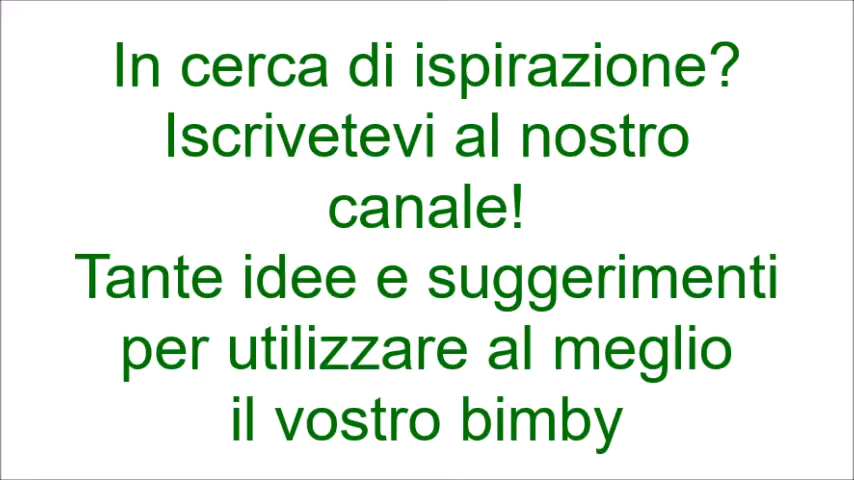 In cerca di ispirazione?
Iscrivetevi al nostro
canale!
Tante idee e suggerimenti
per utilizzare al meglio
il vostro bimby